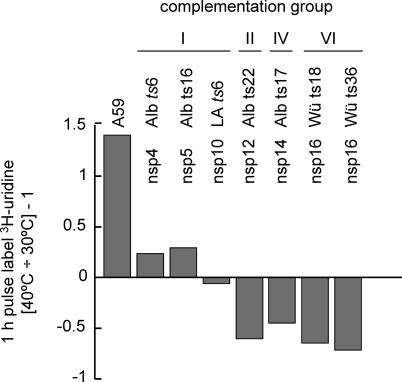 complementation group
I II IV VI
A59
Alb ts6
Alb ts16
LA ts6
Alb ts22
Alb ts17
Wü ts18
Wü ts36
nsp4
nsp5
nsp10
nsp12
nsp14
nsp16
nsp16
1.5
1
0.5
0
-0.5
-1
1 h pulse label ³H-uridine
[40ºC ÷ 30ºC] - 1